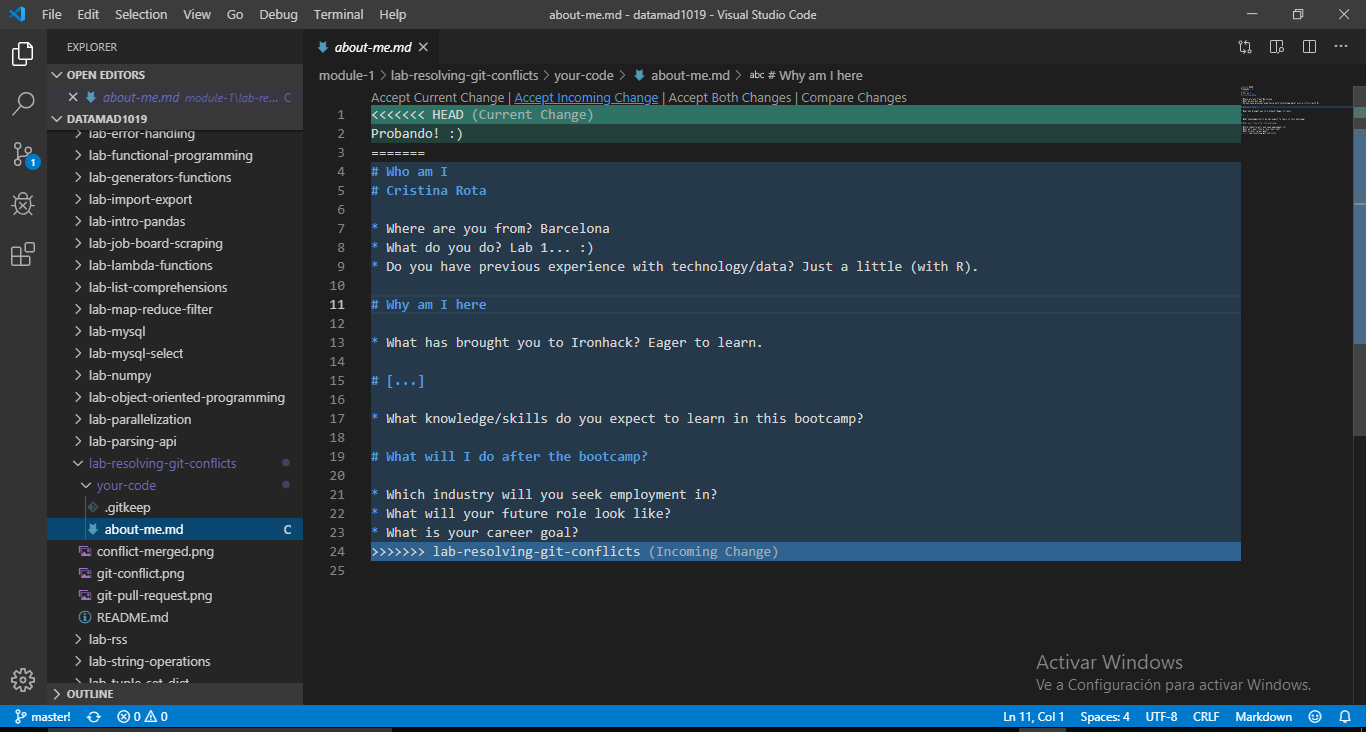 File Edit Selection View Go Debug Terminal Help about-me.md - datamad1019 - Visual Studio Code
EXPLORER
OPEN EDITORS
about-me.md module-1\lab-re... C
DATAMAD1019
lab-error-handling
lab-functional-programming
lab-generators-functions
lab-import-export
lab-intro-pandas
lab-job-board-scraping
lab-lambda-functions
lab-list-comprehensions
lab-map-reduce-filter
lab-mysql
lab-mysql-select
lab-numpy
lab-object-oriented-programming
lab-parallelization
lab-parsing-api
lab-resolving-git-conflicts
your-code
.gitkeep
about-me.md C
conflict-merged.png
git-conflict.png
git-pull-request.png
README.md
lab-rss
lab-string-operations
lab-tuple-set-dict
OUTLINE
1
about-me.md
module-1 > lab-resolving-git-conflicts > your-code > about-me.md > abc # Why am I here
Accept Current Change | Accept Incoming Change | Accept Both Changes | Compare Changes
1 <<<<<<< HEAD (Current Change)
2 Probando! :)
3 =======
4 # Who am I
5 # Cristina Rota
6
7 * Where are you from? Barcelona
8 * What do you do? Lab 1... :)
9 * Do you have previous experience with technology/data? Just a little (with R).
10
11 # Why am I here
12
13 * What has brought you to Ironhack? Eager to learn.
14
15 # [...]
16
17 * What knowledge/skills do you expect to learn in this bootcamp?
18
19 # What will I do after the bootcamp?
20
21 * Which industry will you seek employment in?
22 * What will your future role look like?
23 * What is your career goal?
24 >>>>>>> lab-resolving-git-conflicts (Incoming Change)
25
Activar Windows
Ve a Configuración para activar Windows.
master! 0 0 Ln 11, Col 1 Spaces: 4 UTF-8 CRLF Markdown